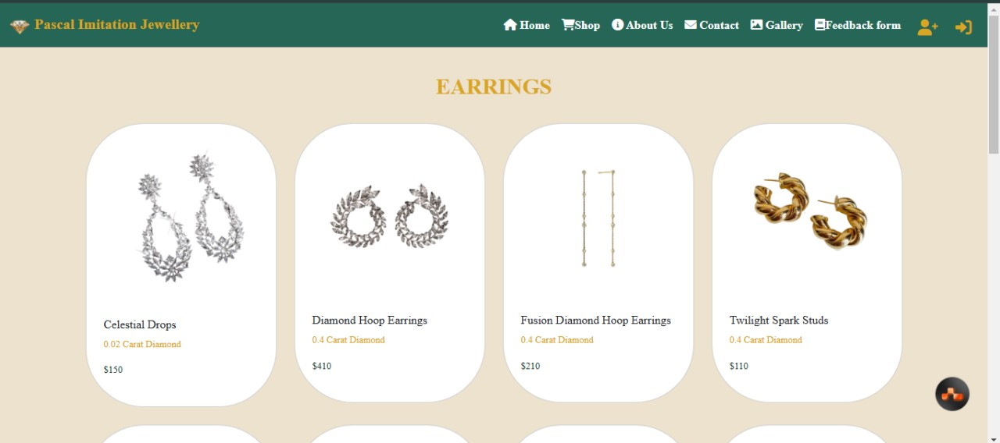 Pascal Imitation Jewellery
Home Shop About Us Contact Gallery Feedback form
EARRINGS
Celestial Drops
0.02 Carat Diamond
$150
Diamond Hoop Earrings
0.4 Carat Diamond
$410
Fusion Diamond Hoop Earrings
0.4 Carat Diamond
$210
Twilight Spark Studs
0.4 Carat Diamond
$110